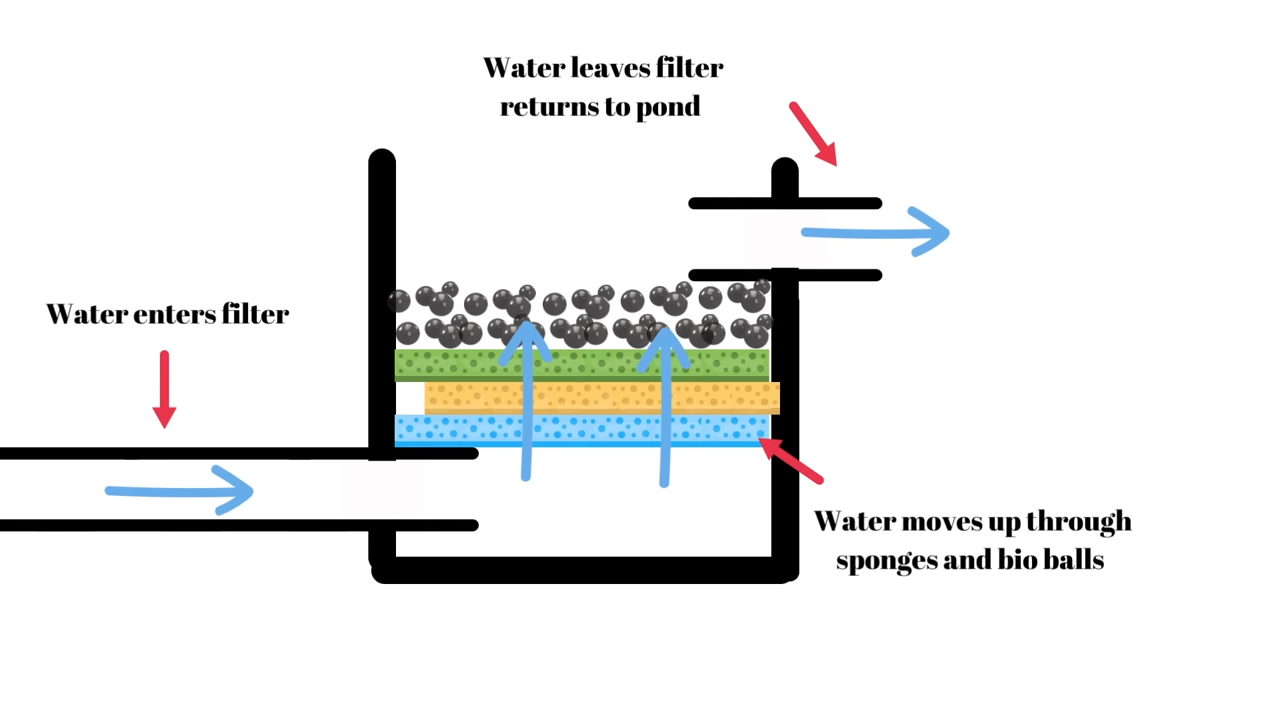 Water leaves filter
returns to pond
Water enters filter
Water moves up through
sponges and bio balls